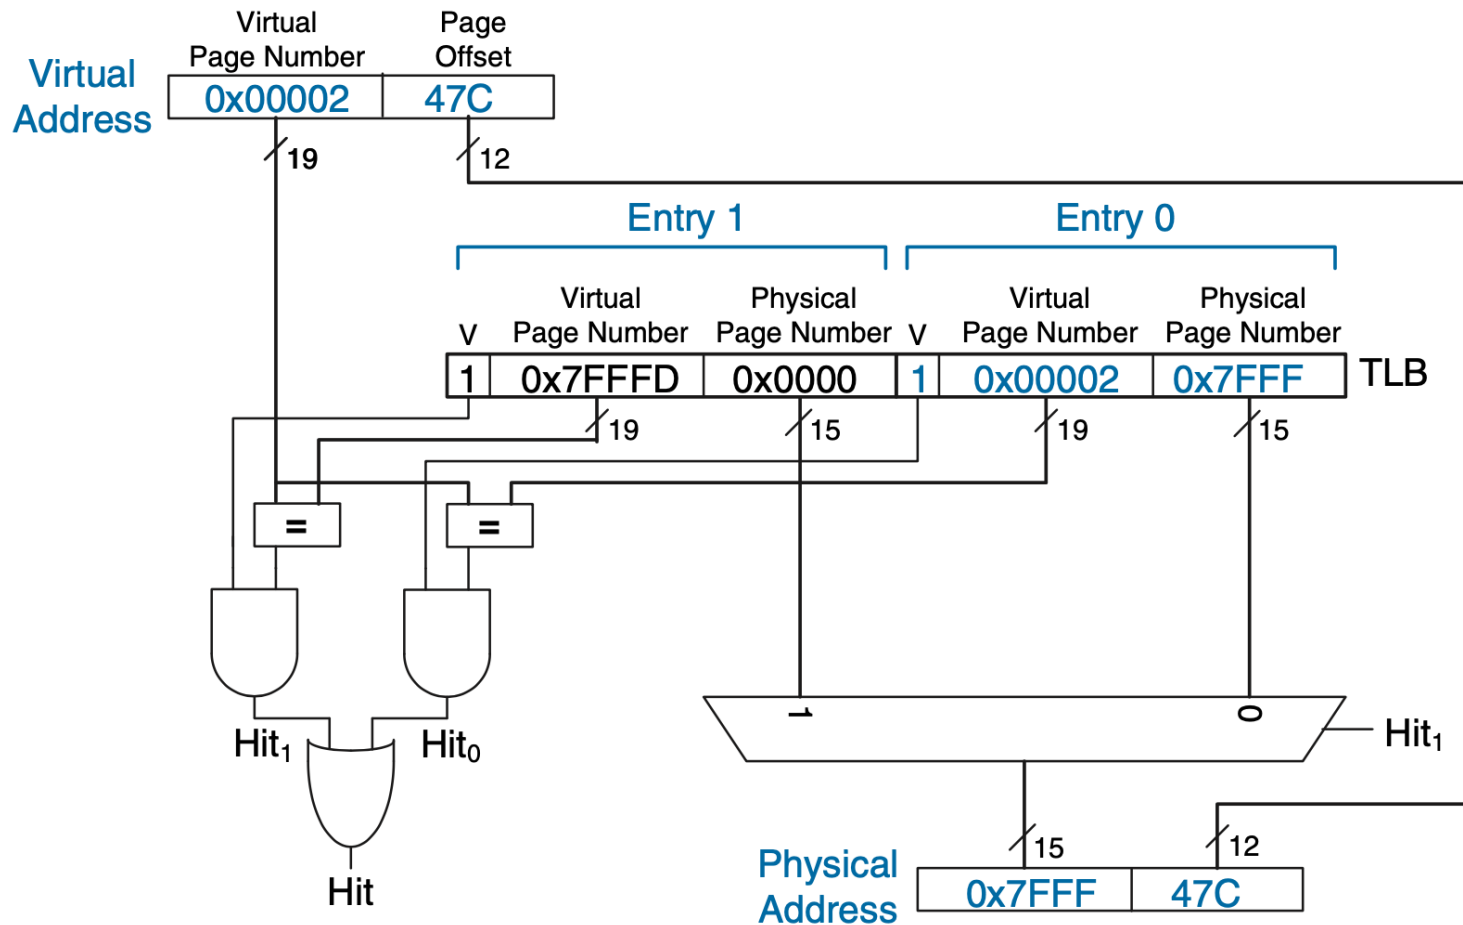 Virtual Page Number
Page Offset
Virtual Address
0x00002
47C
19
12
Entry 1
Entry 0
V
Virtual Page Number
Physical Page Number
V
Virtual Page Number
Physical Page Number
1
0x7FFFD
0x0000
1
0x00002
0x7FFF
TLB
19
15
19
15
=
=
1
0
Hit1
Hit1
Hit0
Hit
15
12
Physical Address
0x7FFF
47C